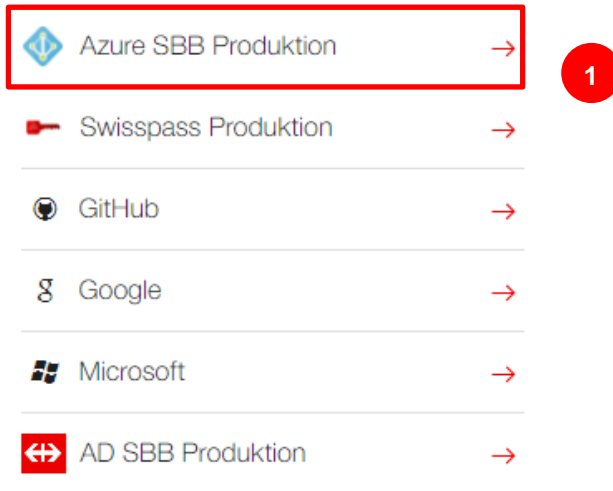 Azure SBB Produktion
1
Swisspass Produktion
GitHub
Google
Microsoft
AD SBB Produktion